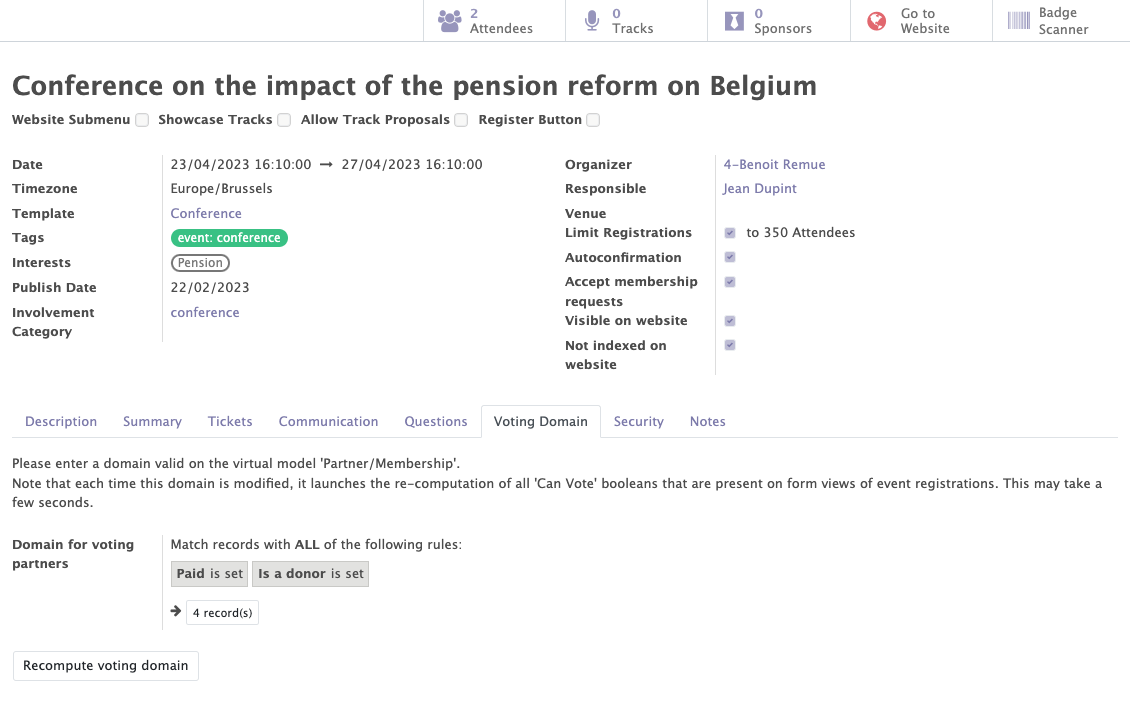 2
Attendees
0
Tracks
0
Sponsors
Go to
Website
Badge
Scanner
Conference on the impact of the pension reform on Belgium
Website Submenu Showcase Tracks Allow Track Proposals Register Button
Date 23/04/2023 16:10:00 → 27/04/2023 16:10:00
Timezone Europe/Brussels
Template Conference
Tags event: conference
Interests Pension
Publish Date 22/02/2023
Involvement conference
Category
Organizer 4-Benoit Remue
Responsible Jean Dupint
Venue
Limit Registrations to 350 Attendees
Autoconfirmation
Accept membership
requests
Visible on website
Not indexed on
website
Description Summary Tickets Communication Questions Voting Domain Security Notes
Please enter a domain valid on the virtual model 'Partner/Membership'.
Note that each time this domain is modified, it launches the re-computation of all 'Can Vote' booleans that are present on form views of event registrations. This may take a
few seconds.
Domain for voting Match records with ALL of the following rules:
partners
Paid is set Is a donor is set
4 record(s)
Recompute voting domain